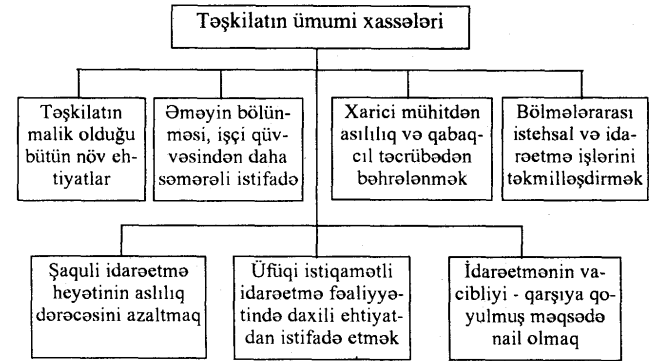 Təşkilatın ümumi xassələri
Təşkilatın
malik olduğu
bütün növ eh-
tiyatlar
Əməyin bölün-
məsi, işçi qüv-
vəsindən daha
səmərəli istifadə
Xarici mühitdən
asılılıq və qabaq-
cıl təcrübədən
bəhrələnmək
Bölmələrarası
istehsal və ida-
rəetmə işlərini
təkmilləşdirmək
Şaquli idarəetmə
heyətinin aslılıq
dərəcəsini azaltmaq
Üfüqi istiqamətli
idarəetmə fəaliyyə-
tində daxili ehtiyat-
dan istifadə etmək
İdarəetmənin va-
cibliyi - qarşıya qo-
yulmuş məqsədə
nail olmaq